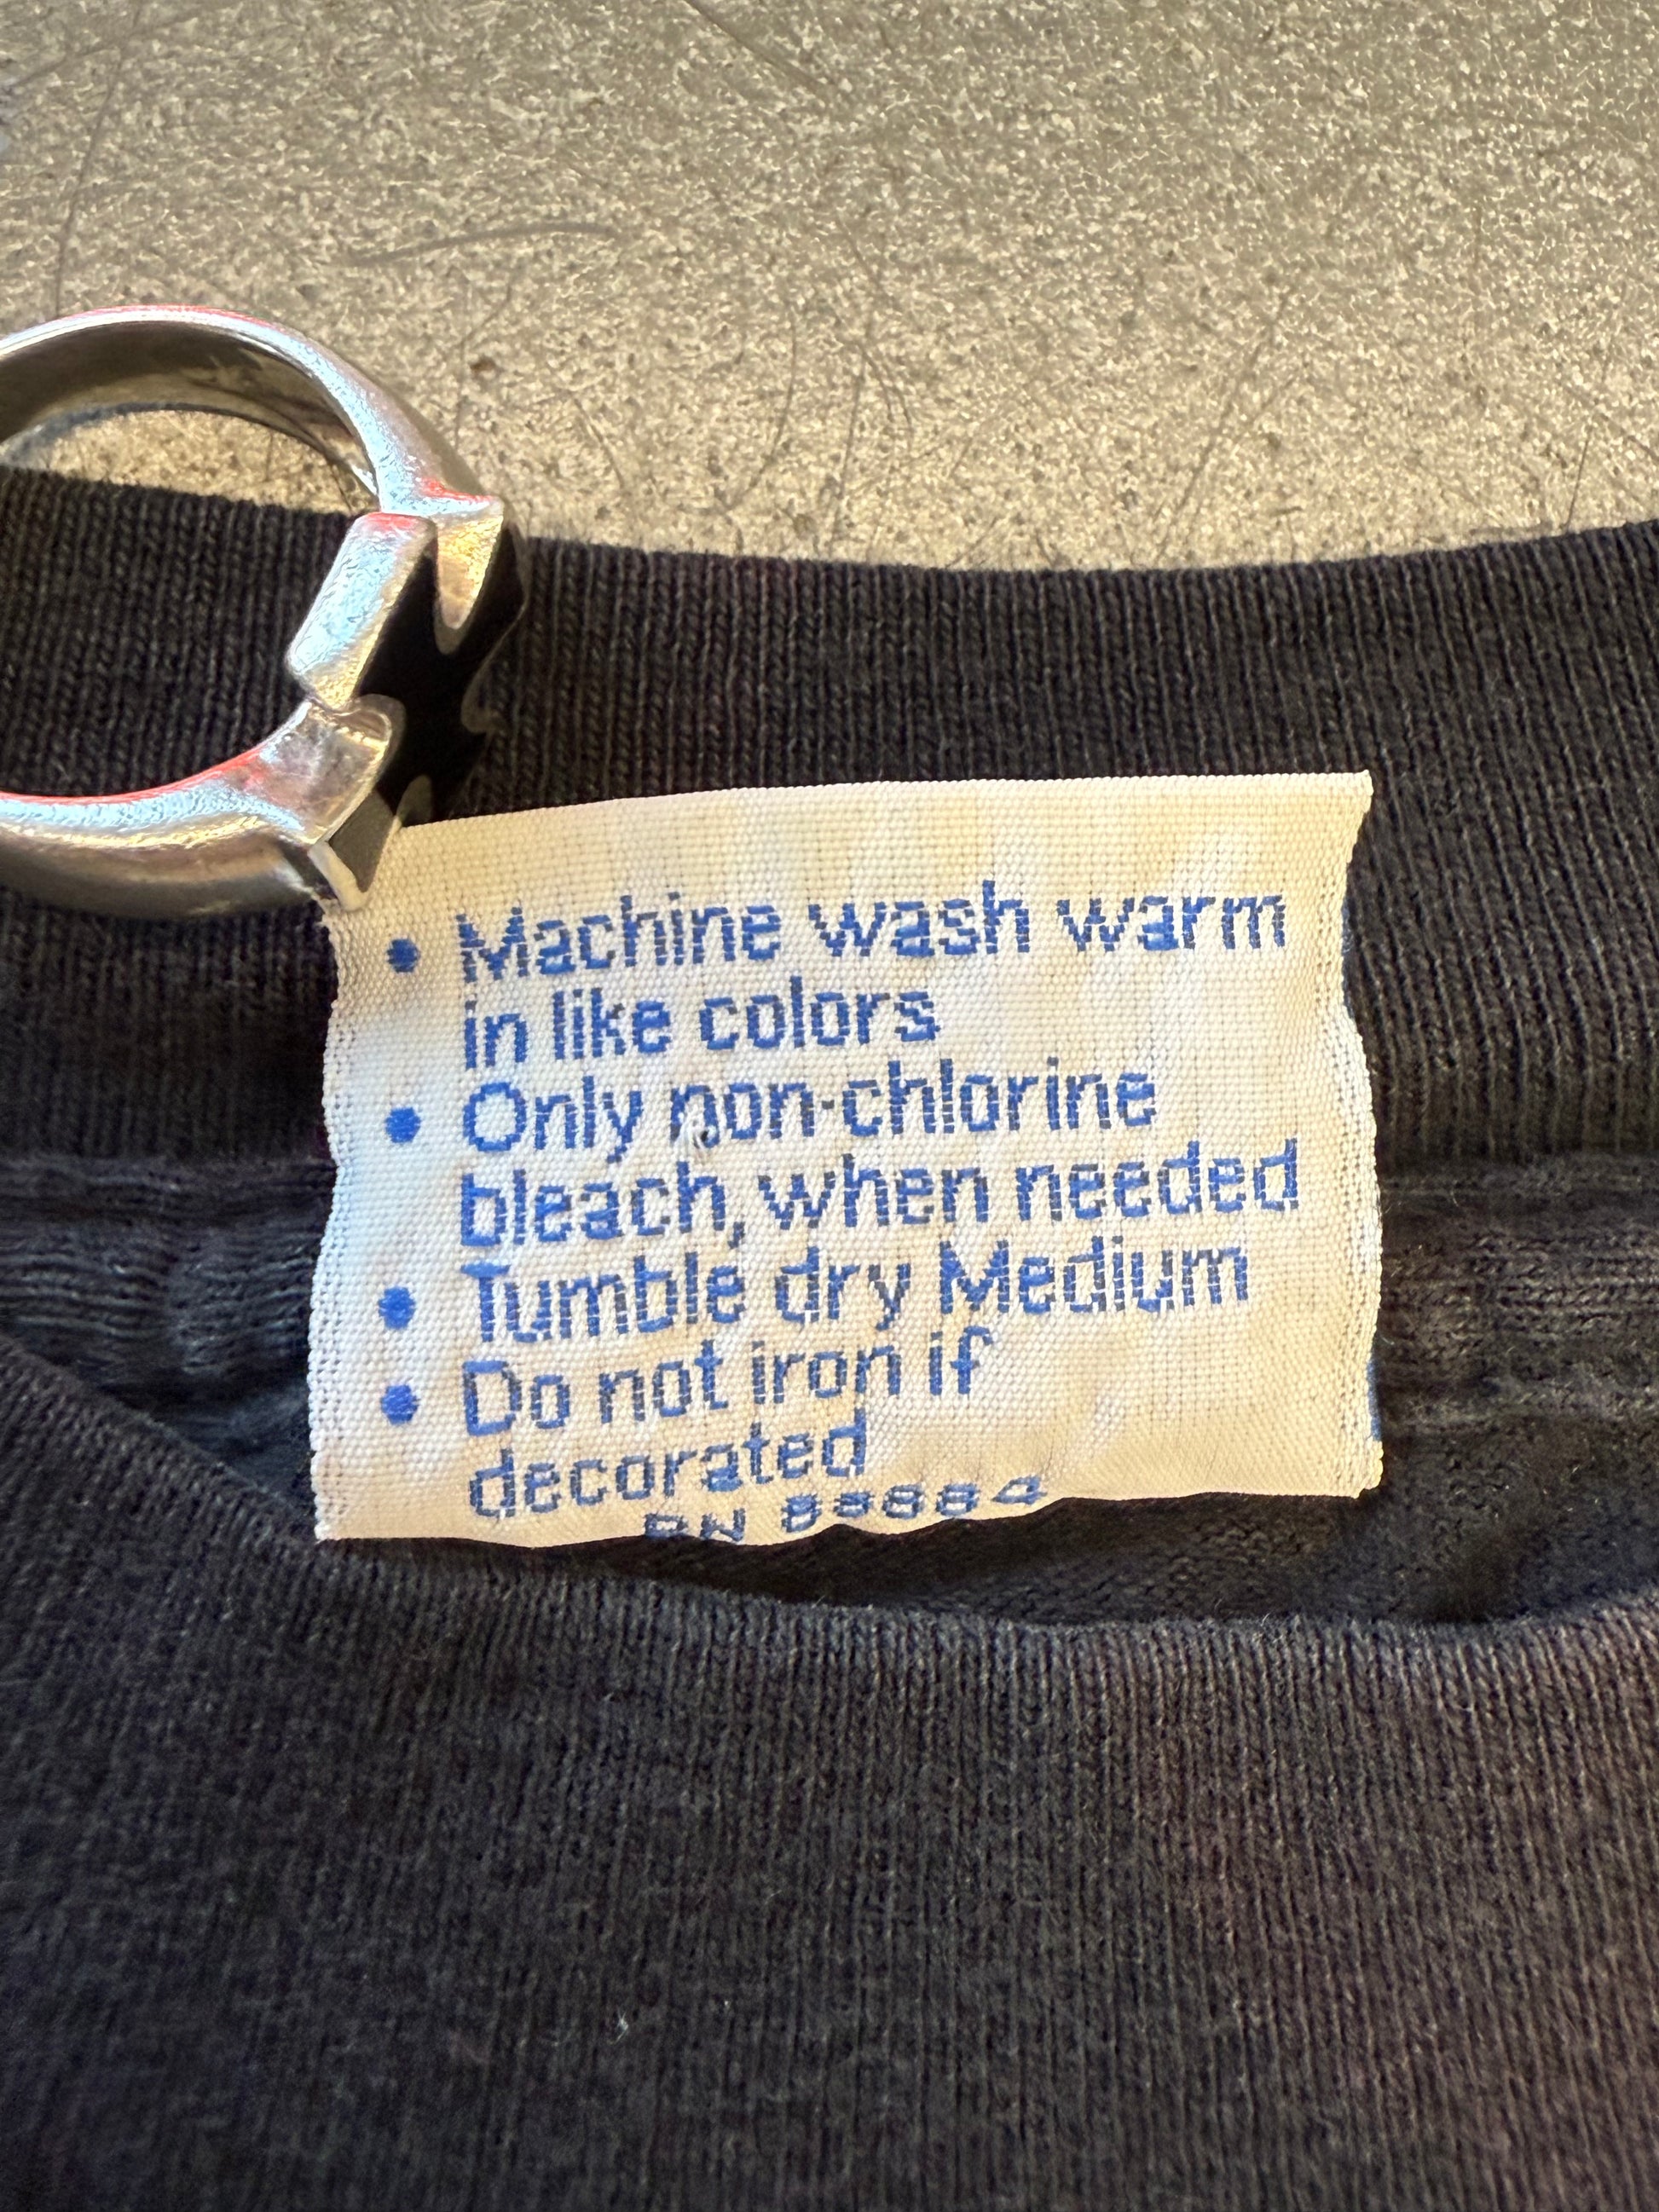 • Machine wash warm
in like colors
• Only non-chlorine
bleach, when needed
• Tumble dry Medium
• Do not iron if
decorated
RN